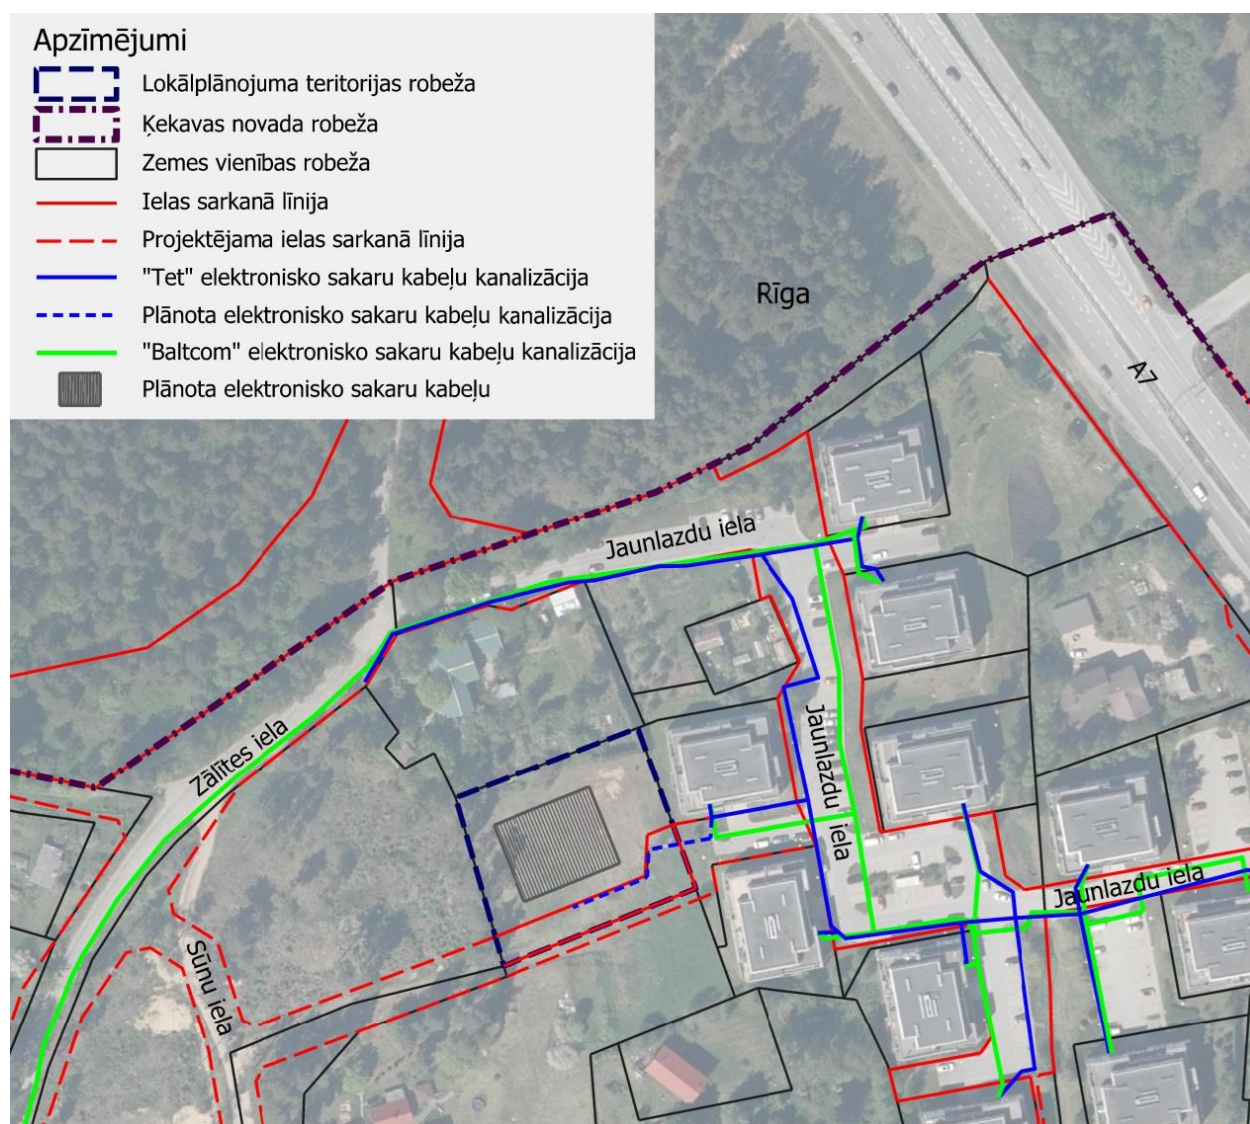 Apzīmējumi
Lokālplānojuma teritorijas robeža
Ķekavas novada robeža
Zemes vienības robeža
Ielas sarkanā līnija
Projektējama ielas sarkanā līnija
"Tet" elektronisko sakaru kabeļu kanalizācija
Plānota elektronisko sakaru kabeļu kanalizācija
"Baltcom" elektronisko sakaru kabeļu kanalizācija
Plānota elektronisko sakaru kabeļu
Rīga
A7
Jaunlazdu iela
Zālītes iela
Jaunlazdu iela
Jaunlazdu iela
Sūnu iela